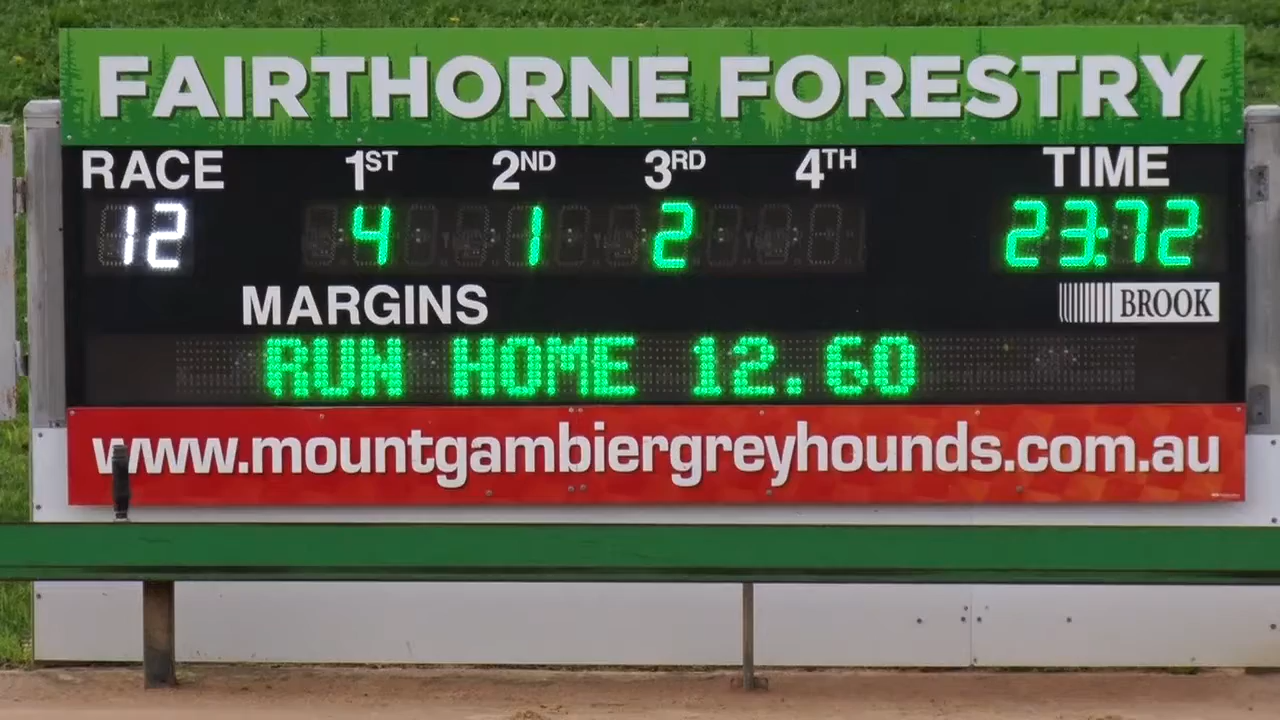 FAIRTHORNE FORESTRY
RACE 1ST 2ND 3RD 4TH TIME
12 4 1 2 23:72
MARGINS BROOK
RUN HOME 12.60
www.mountgambiergreyhounds.com.au